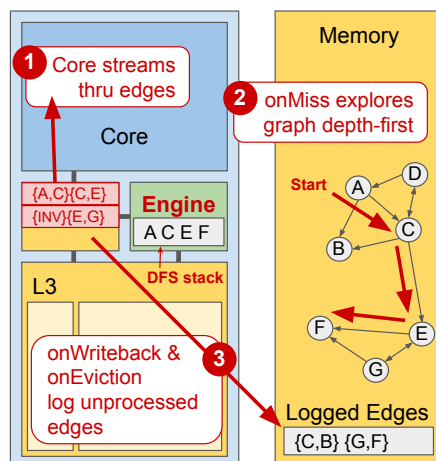 1
Core streams
thru edges
Core
{A,C}{C,E}
{INV}{E,G}
Engine
A C E F
DFS stack
L3
onWriteback &
onEviction
log unprocessed
edges
3
Memory
2
onMiss explores
graph depth-first
Start
A
D
C
B
F
E
G
Logged Edges
{C,B} {G,F}